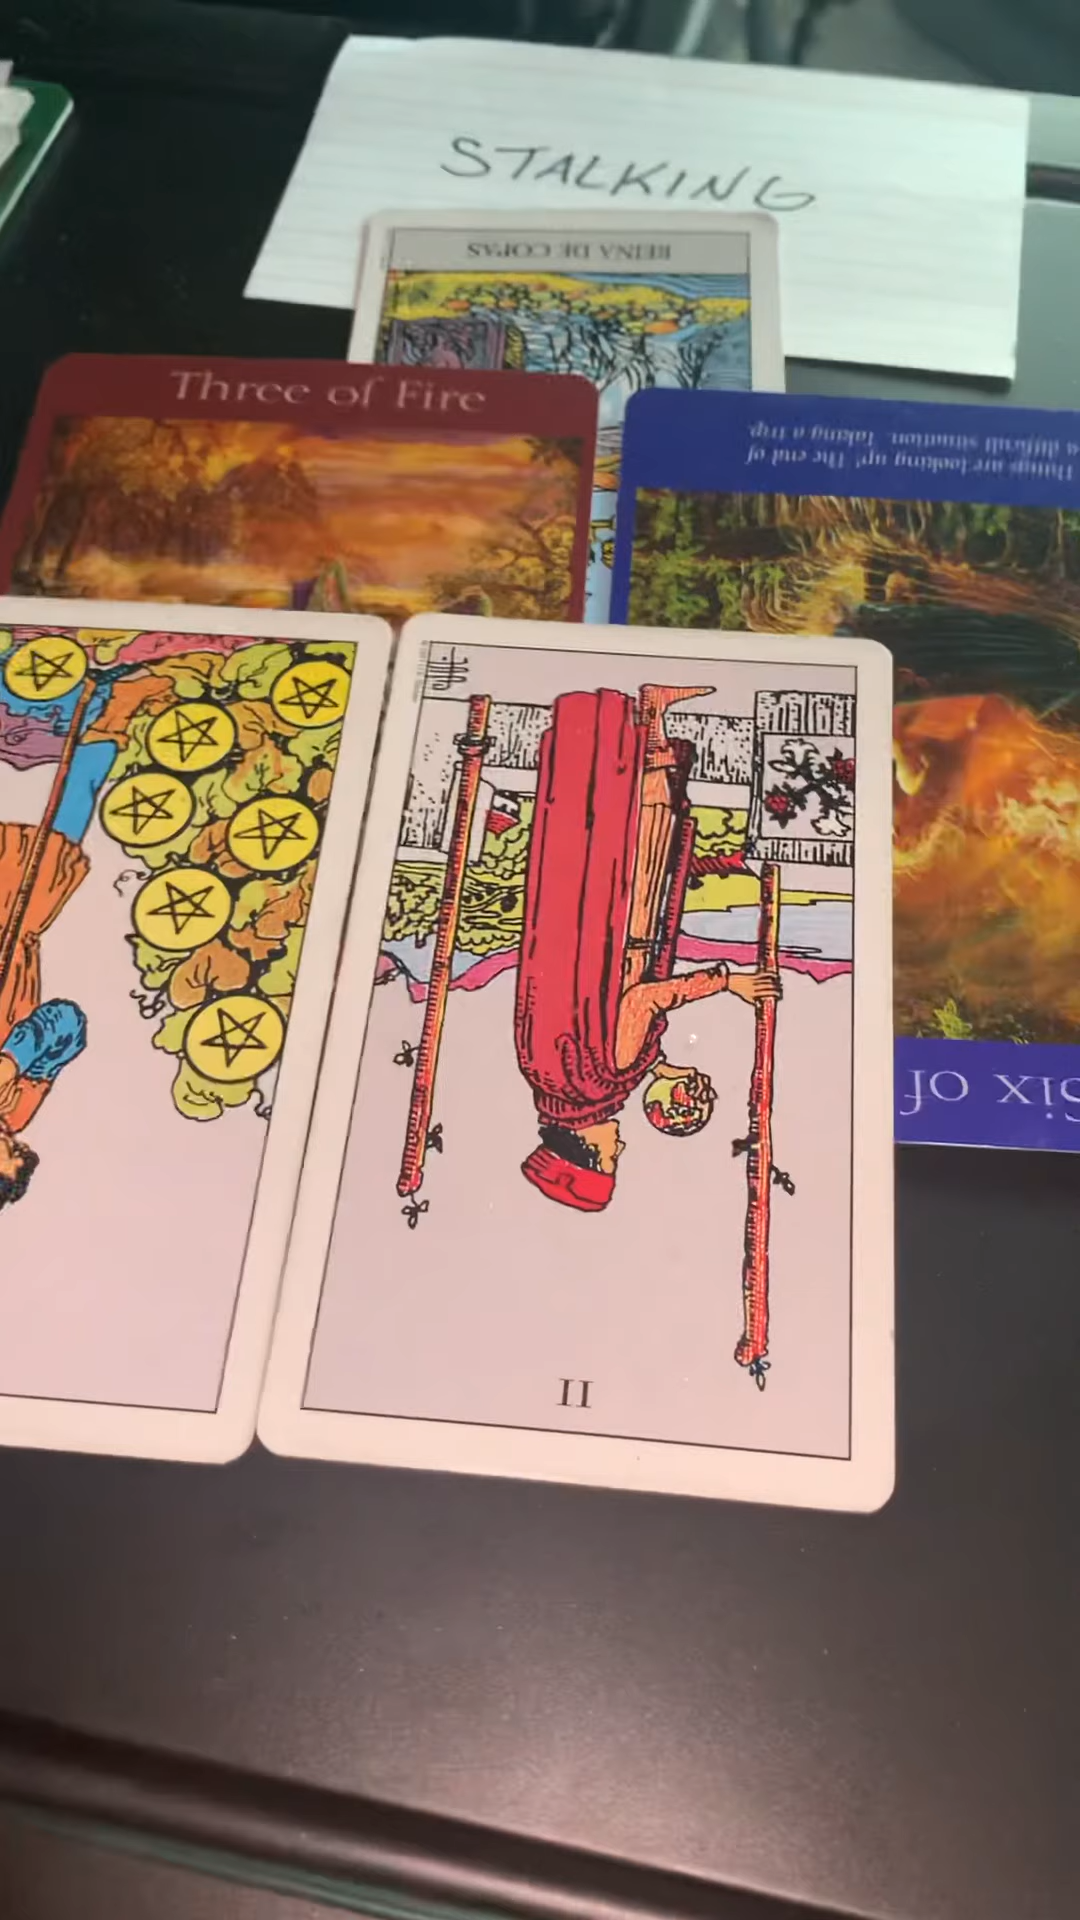 STALKING
REINA DE COPAS
Three of Fire
Things are looking up! The end of
a difficult situation. Taking a trip.
Six of
II